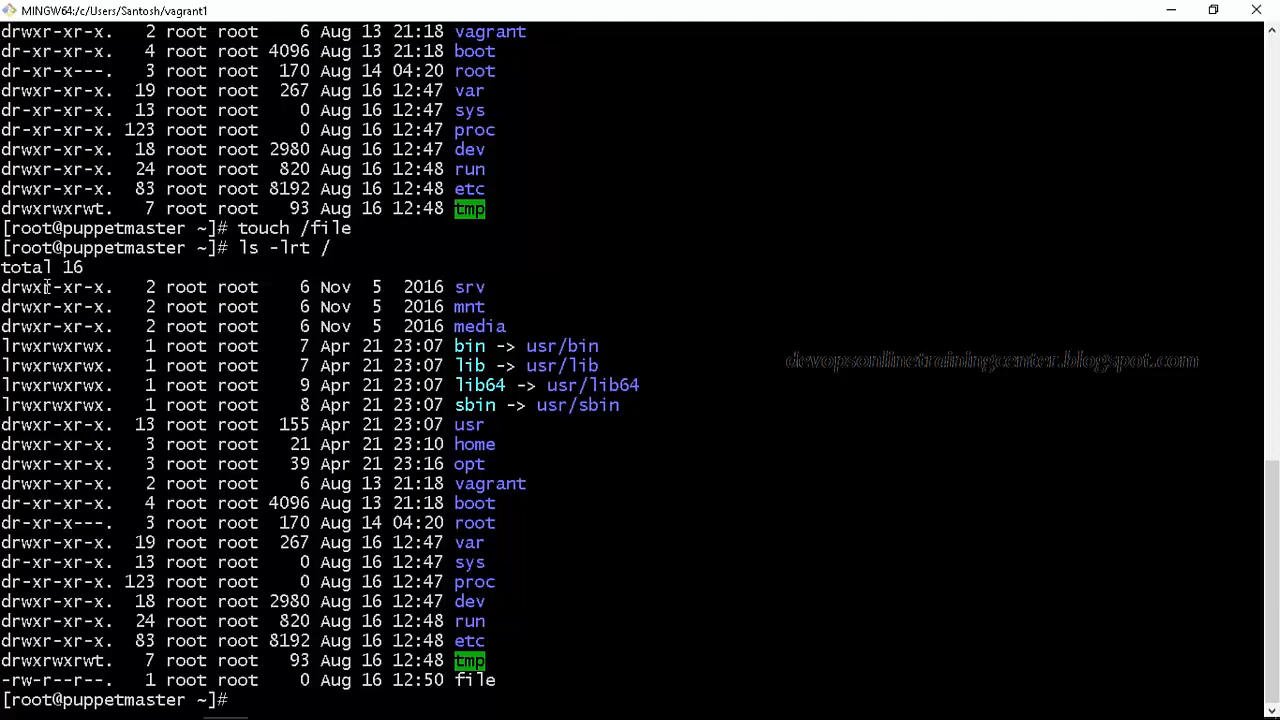 MINGW64:/c/Users/Santosh/vagrant1
drwxr-xr-x.   2 root root    6 Aug 13 21:18 vagrant
drwxr-xr-x.   4 root root 4096 Aug 13 21:18 boot
dr-xr-x---.   3 root root  170 Aug 14 04:20 root
drwxr-xr-x.  19 root root  267 Aug 16 12:47 var
dr-xr-xr-x.  13 root root    0 Aug 16 12:47 sys
dr-xr-xr-x. 123 root root    0 Aug 16 12:47 proc
drwxr-xr-x.  18 root root 2980 Aug 16 12:47 dev
drwxr-xr-x.  24 root root  820 Aug 16 12:48 run
drwxr-xr-x.  83 root root 8192 Aug 16 12:48 etc
drwxrwxrwt.   7 root root   93 Aug 16 12:48 tmp
[root@puppetmaster ~]# touch /file
[root@puppetmaster ~]# ls -lrt /
total 16
drwxr-xr-x.   2 root root    6 Nov  5  2016 srv
drwxr-xr-x.   2 root root    6 Nov  5  2016 mnt
drwxr-xr-x.   2 root root    6 Nov  5  2016 media
lrwxrwxrwx.   1 root root    7 Apr 21 23:07 bin -> usr/bin
devopsonlinetrainingcenter.blogspot.com
lrwxrwxrwx.   1 root root    7 Apr 21 23:07 lib -> usr/lib
lrwxrwxrwx.   1 root root    9 Apr 21 23:07 lib64 -> usr/lib64
lrwxrwxrwx.   1 root root    8 Apr 21 23:07 sbin -> usr/sbin
drwxr-xr-x.  13 root root  155 Apr 21 23:07 usr
drwxr-xr-x.   3 root root   21 Apr 21 23:10 home
drwxr-xr-x.   3 root root   39 Apr 21 23:16 opt
drwxr-xr-x.   2 root root    6 Aug 13 21:18 vagrant
drwxr-xr-x.   4 root root 4096 Aug 13 21:18 boot
dr-xr-x---.   3 root root  170 Aug 14 04:20 root
drwxr-xr-x.  19 root root  267 Aug 16 12:47 var
dr-xr-xr-x.  13 root root    0 Aug 16 12:47 sys
dr-xr-xr-x. 123 root root    0 Aug 16 12:47 proc
drwxr-xr-x.  18 root root 2980 Aug 16 12:47 dev
drwxr-xr-x.  24 root root  820 Aug 16 12:48 run
drwxr-xr-x.  83 root root 8192 Aug 16 12:48 etc
drwxrwxrwt.   7 root root   93 Aug 16 12:48 tmp
-rw-r--r--.   1 root root    0 Aug 16 12:50 file
[root@puppetmaster ~]#